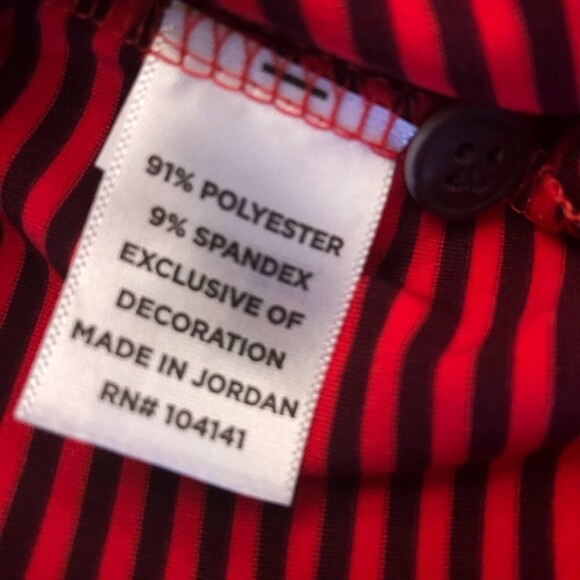 91% POLYESTER
9% SPANDEX
EXCLUSIVE OF
DECORATION
MADE IN JORDAN
RN# 104141